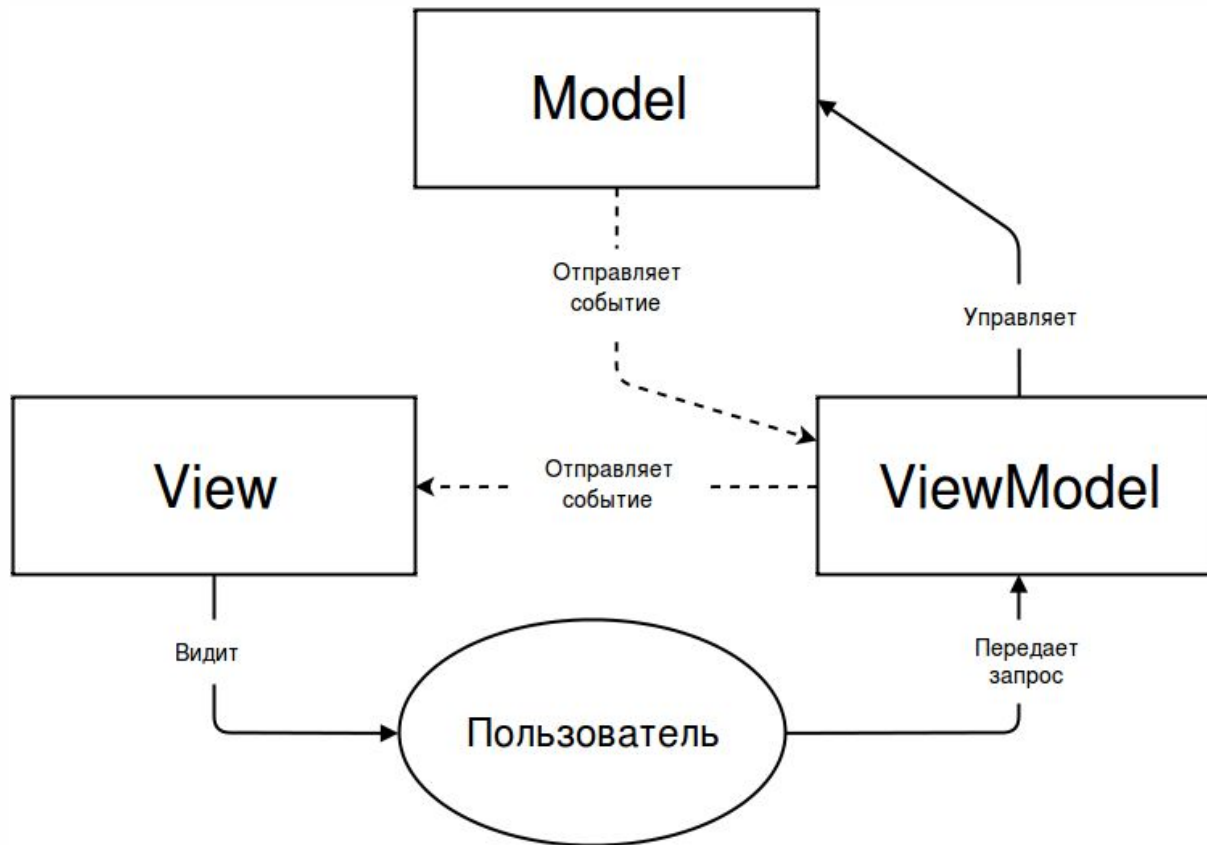 Model
Отправляет
событие
Управляет
View
Отправляет
событие
ViewModel
Видит
Передает
запрос
Пользователь